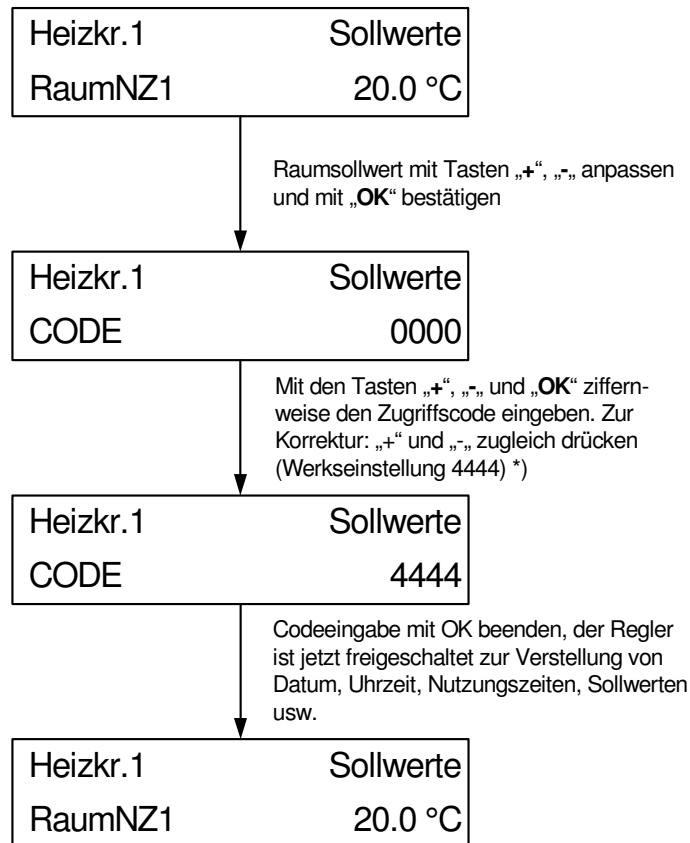 Heizkr.1 Sollwerte
RaumNZ1 20.0 °C
Raumsollwert mit Tasten „+“, „-„ anpassen
und mit „OK“ bestätigen
Heizkr.1 Sollwerte
CODE 0000
Mit den Tasten „+“, „-„ und „OK“ ziffern-
weise den Zugriffscode eingeben. Zur
Korrektur: „+“ und „-„ zugleich drücken
(Werkseinstellung 4444) *)
Heizkr.1 Sollwerte
CODE 4444
Codeeingabe mit OK beenden, der Regler
ist jetzt freigeschaltet zur Verstellung von
Datum, Uhrzeit, Nutzungszeiten, Sollwerten
usw.
Heizkr.1 Sollwerte
RaumNZ1 20.0 °C